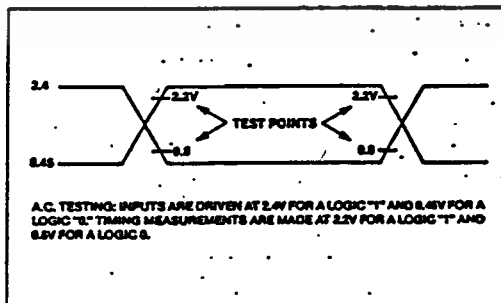 2.4
2.2V
2.2V
TEST POINTS
0.8
0.8
0.45
A.C. TESTING: INPUTS ARE DRIVEN AT 2.4V FOR A LOGIC "1" AND 0.45V FOR A
LOGIC "0." TIMING MEASUREMENTS ARE MADE AT 2.2V FOR A LOGIC "1" AND
0.8V FOR A LOGIC 0.